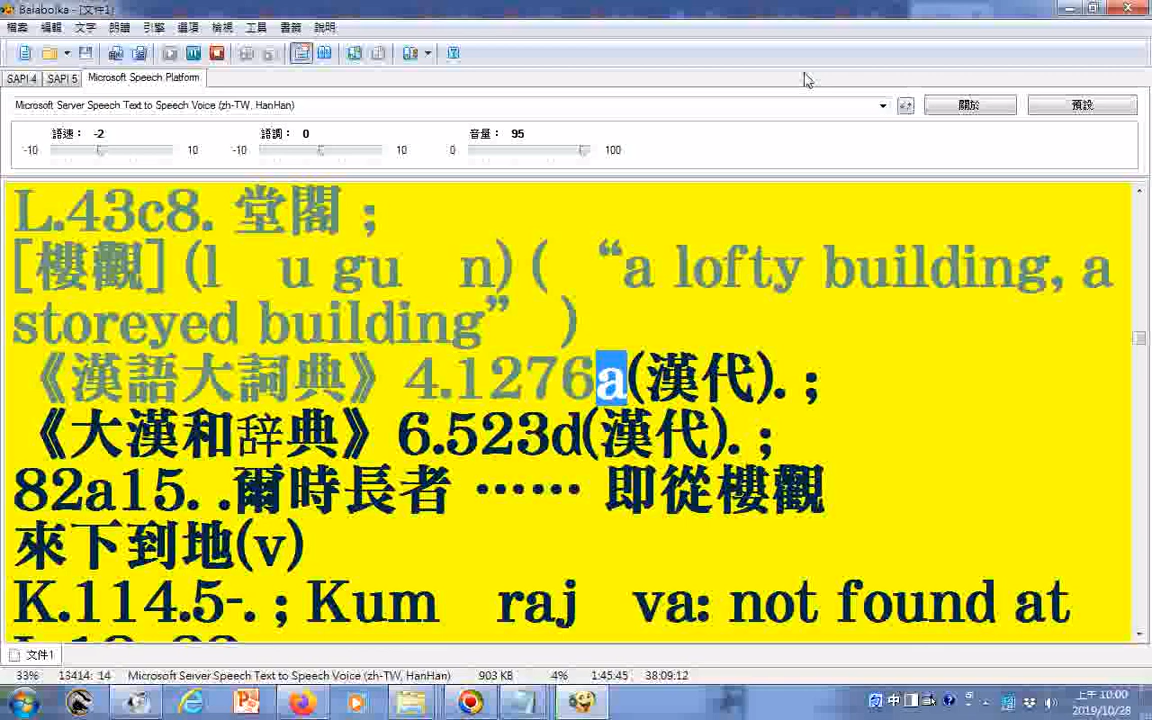 Balabolka - [文件1]
檔案 編輯 文字 朗讀 引擎 選項 檢視 工具 書籤 說明
SAPI 4 SAPI 5 Microsoft Speech Platform
Microsoft Server Speech Text to Speech Voice (zh-TW, HanHan) 關於 預設
語速： -2 語調： 0 音量： 95
-10 10 -10 10 0 100
L.43c8. 堂閣 ;
[樓觀] (l u gu n) ( “a lofty building, a
storeyed building” )
《漢語大詞典》 4.1276a(漢代). ;
《大漢和辞典》 6.523d(漢代). ;
82a15. .爾時長者 …… 即從樓觀
來下到地(v)
K.114.5-. ; Kum raj va: not found at
文件1
33% 13414: 14 Microsoft Server Speech Text to Speech Voice (zh-TW, HanHan) 903 KB 4% 1:45:45 38:09:12
中 上午 10:00
2019/10/28